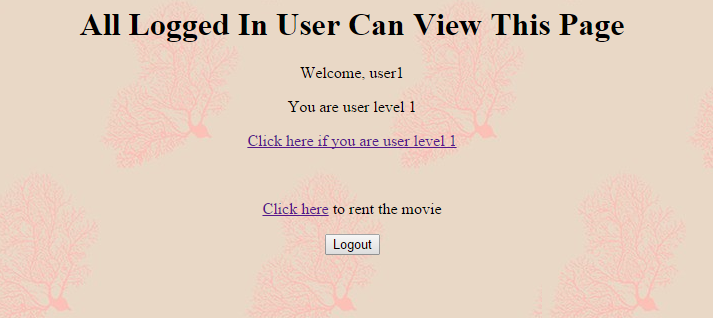 All Logged In User Can View This Page
Welcome, user1
You are user level 1
Click here if you are user level 1
Click here to rent the movie
Logout